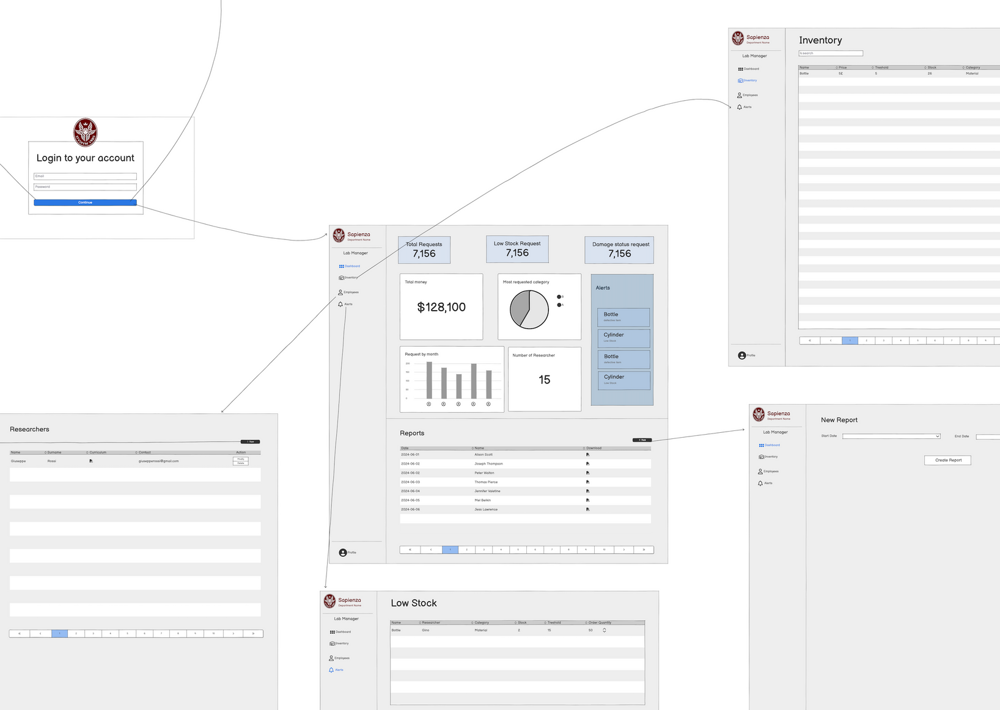 Login to your account
Email
Password
Continue
Sapienza
Department Name
Lab Manager
Dashboard
Inventory
Employees
Alerts
Profile
Inventory
search
Name Price Treshold Stock Category
Bottle 5£ 5 26 Material
1 2 3 4 5 6 7 8 9
Sapienza
Department Name
Lab Manager
Dashboard
Inventory
Employees
Alerts
Profile
Total Requests
7,156
Low Stock Request
7,156
Damage status request
7,156
Total money
$128,100
Most requested category
B
A
Alerts
Bottle
defective item
Cylinder
Low Stock
Bottle
defective item
Cylinder
Low Stock
Request by month
200
150
100
50
0
Number of Researcher
15
Reports
+ New
Date Name Download
2024-06-01 Alison Scott
2024-06-02 Joseph Thompson
2024-06-02 Peter Walton
2024-06-03 Thomas Pierce
2024-06-04 Jennifer Valetine
2024-06-05 Mel Belkin
2024-06-06 Jess Lawrence
1 2 3 4 5 6 7 8 9 10
Researchers
+ New
Name Surname Curriculum Contact Action
Giuseppe Rossi giusepperossi@gmail.com
Modify
Delete
1 2 3 4 5 6 7 8 9 10
Sapienza
Department Name
Lab Manager
Dashboard
Inventory
Employees
Alerts
New Report
Start Date End Date
Create Report
Sapienza
Department Name
Lab Manager
Dashboard
Inventory
Employees
Alerts
Low Stock
Name Researcher Category Stock Treshold Order Quantity
Bottle Gino Material 2 15 50